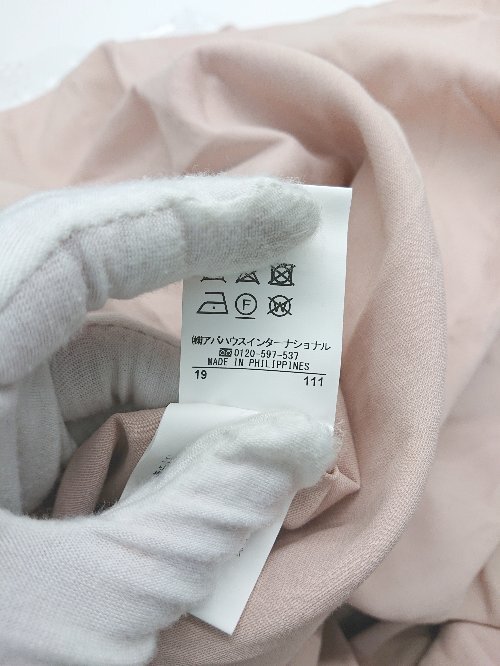 F W
㈱アバハウスインターナショナル
0120-597-537
MADE IN PHILIPPINES
19 111